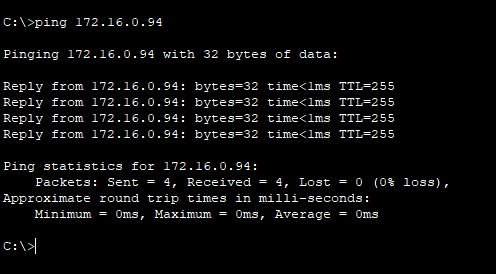 C:\>ping 172.16.0.94
Pinging 172.16.0.94 with 32 bytes of data:
Reply from 172.16.0.94: bytes=32 time<1ms TTL=255
Reply from 172.16.0.94: bytes=32 time<1ms TTL=255
Reply from 172.16.0.94: bytes=32 time<1ms TTL=255
Reply from 172.16.0.94: bytes=32 time<1ms TTL=255
Ping statistics for 172.16.0.94:
    Packets: Sent = 4, Received = 4, Lost = 0 (0% loss),
Approximate round trip times in milli-seconds:
    Minimum = 0ms, Maximum = 0ms, Average = 0ms
C:\>